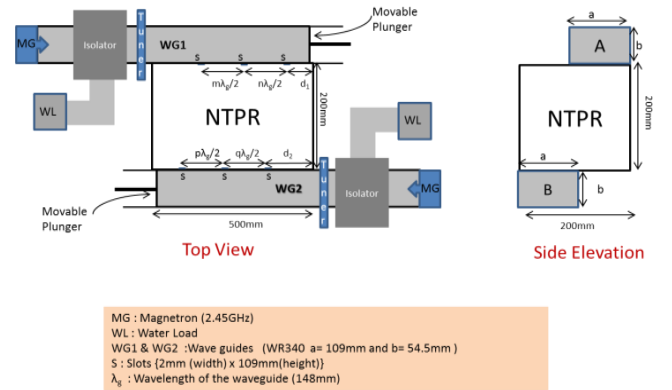 Movable
Plunger
MG
Isolator
Tuner
WG1
S S S
mλg/2 nλg/2 d1
WL
NTPR
200mm
WL
pλg/2 qλg/2 d2
S S S
WG2
Tuner
Isolator
MG
Movable
Plunger
500mm
Top View
a
A
b
NTPR
200mm
a
B
b
200mm
Side Elevation
MG : Magnetron (2.45GHz)
WL : Water Load
WG1 & WG2 :Wave guides (WR340 a= 109mm and b= 54.5mm )
S : Slots {2mm (width) x 109mm(height)}
λg : Wavelength of the waveguide (148mm)